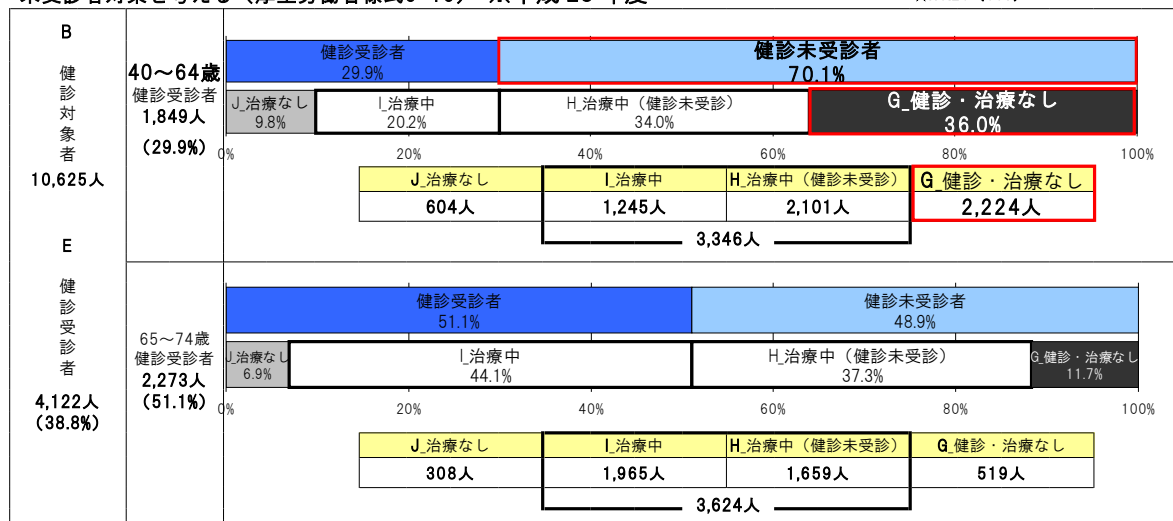 B
健診対象者
10,625人
E
健診受診者
4,122人
(38.8%)
40～64歳
健診受診者
1,849人
(29.9%)
健診受診者
29.9%
健診未受診者
70.1%
J_治療なし
9.8%
I_治療中
20.2%
H_治療中（健診未受診）
34.0%
G_健診・治療なし
36.0%
0% 20% 40% 60% 80% 100%
J_治療なし I_治療中 H_治療中（健診未受診） G_健診・治療なし
604人 1,245人 2,101人 2,224人
3,346人
65～74歳
健診受診者
2,273人
(51.1%)
健診受診者
51.1%
健診未受診者
48.9%
J_治療なし
6.9%
I_治療中
44.1%
H_治療中（健診未受診）
37.3%
G_健診・治療なし
11.7%
0% 20% 40% 60% 80% 100%
J_治療なし I_治療中 H_治療中（健診未受診） G_健診・治療なし
308人 1,965人 1,659人 519人
3,624人